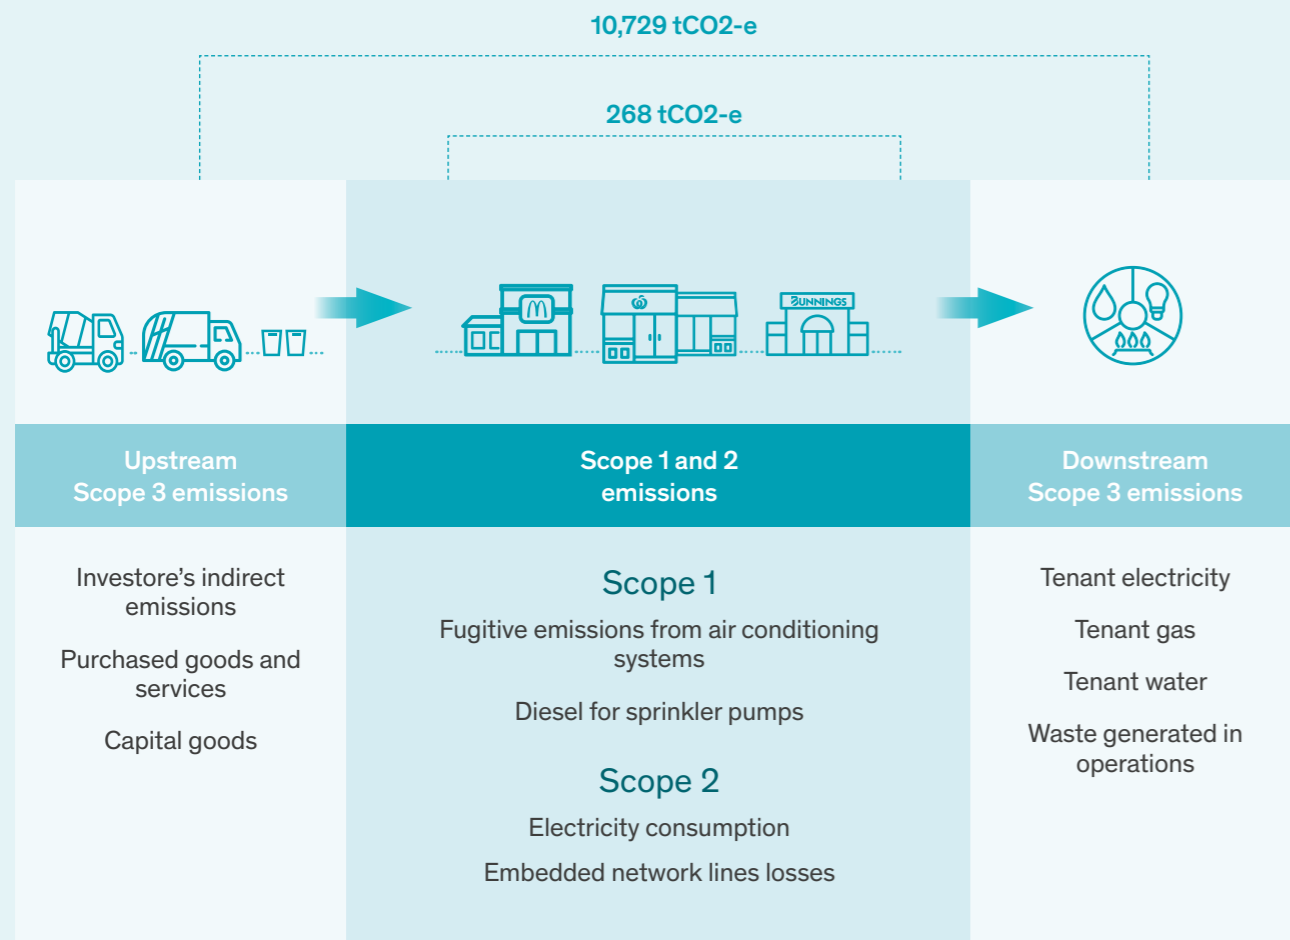 10,729 tCO2-e
268 tCO2-e
BUNNINGS
Upstream
Scope 3 emissions
Scope 1 and 2
emissions
Downstream
Scope 3 emissions
Investore’s indirect
emissions
Purchased goods and
services
Capital goods
Scope 1
Fugitive emissions from air conditioning
systems
Diesel for sprinkler pumps
Scope 2
Electricity consumption
Embedded network lines losses
Tenant electricity
Tenant gas
Tenant water
Waste generated in
operations